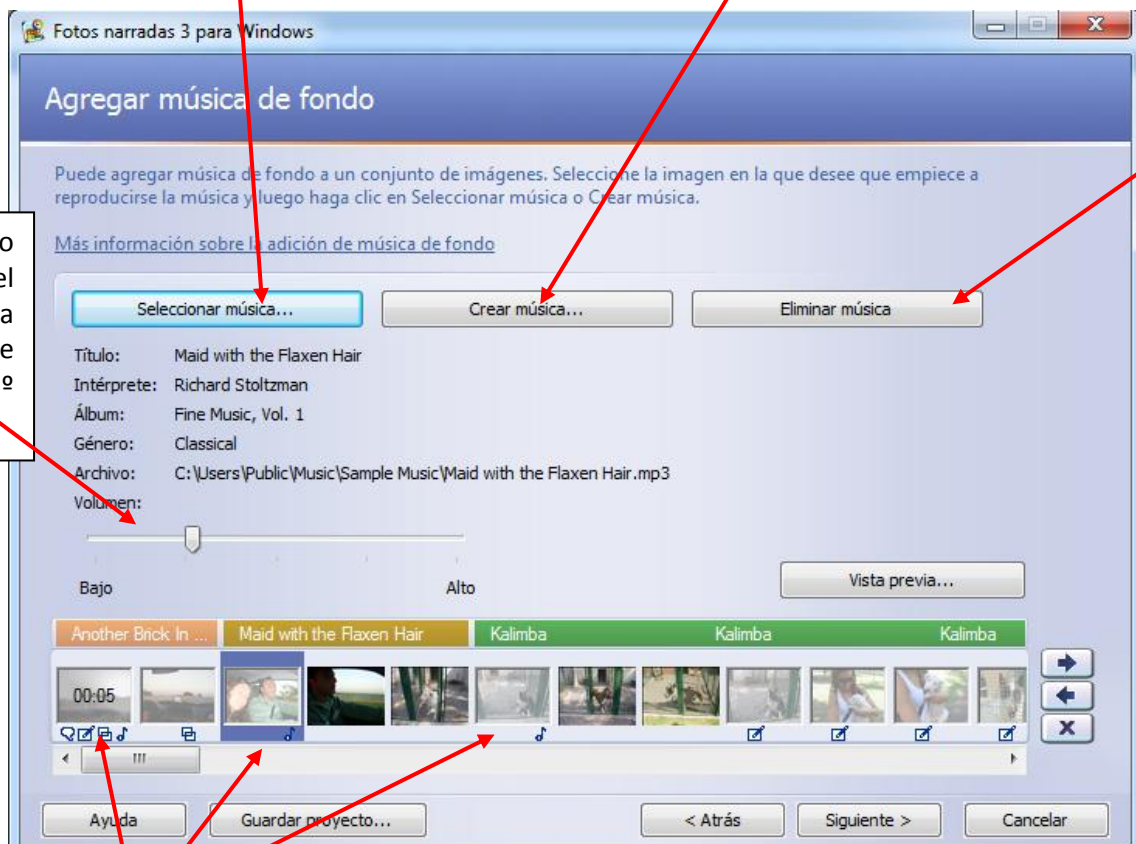 Fotos narradas 3 para Windows
Agregar música de fondo
Puede agregar música de fondo a un conjunto de imágenes. Seleccione la imagen en la que desee que empiece a
reproducirse la música y luego haga clic en Seleccionar música o Crear música.
Más información sobre la adición de música de fondo
o
el
a
e
º
Seleccionar música...
Crear música...
Eliminar música
Título: Maid with the Flaxen Hair
Intérprete: Richard Stoltzman
Álbum: Fine Music, Vol. 1
Género: Classical
Archivo: C:\Users\Public\Music\Sample Music\Maid with the Flaxen Hair.mp3
Volumen:
Bajo
Alto
Vista previa...
Another Brick In ...
Maid with the Flaxen Hair
Kalimba
Kalimba
Kalimba
00:05
Ayuda
Guardar proyecto...
< Atrás
Siguiente >
Cancelar